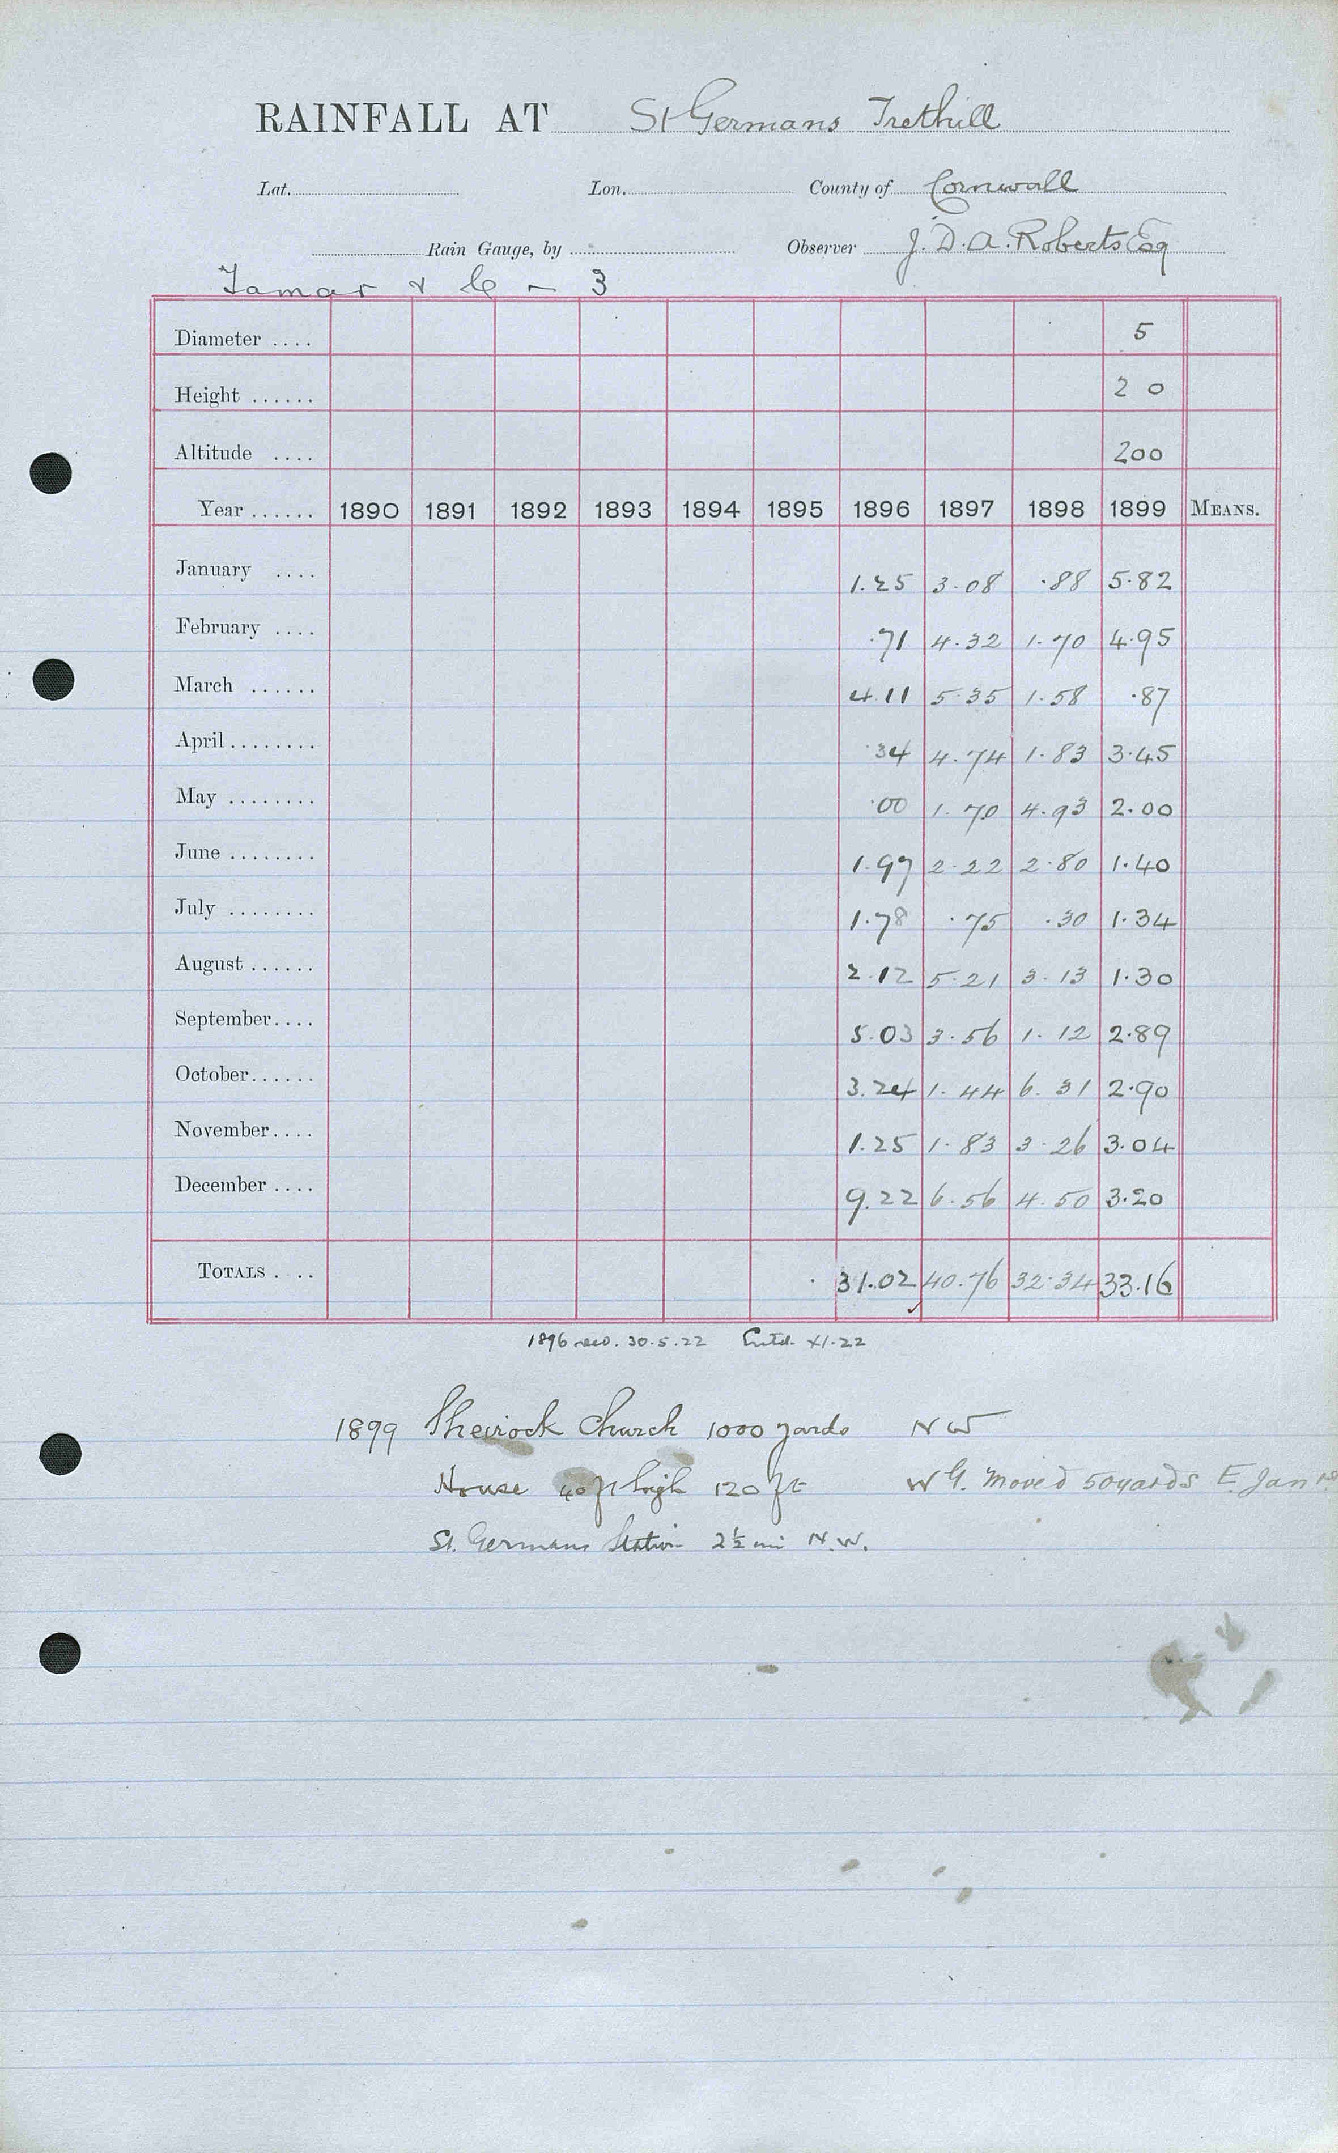 RAINFALL AT St Germans Trethill
Lat. Lon. County of Cornwall
Rain Gauge, by Observer J. D. A. Roberts Esq
Tamar & C - 3
Diameter .... 5
Height ...... 2 0
Altitude .... 200
Year ...... 1890 1891 1892 1893 1894 1895 1896 1897 1898 1899 MEANS.
January .... 1.25 3.08 .88 5.82
February .... .71 4.32 1.70 4.95
March ...... 4.11 5.35 1.58 .87
April ........ .34 4.74 1.83 3.45
May ........ .00 1.70 4.93 2.00
June ........ 1.97 2.22 2.80 1.40
July ........ 1.78 .75 .30 1.34
August ...... 2.12 5.21 3.13 1.30
September.... 5.03 3.56 1.12 2.89
October...... 3.24 1.44 6.31 2.90
November.... 1.25 1.83 3.26 3.04
December .... 9.22 6.56 4.50 3.20
TOTALS .... 31.02 40.76 32.34 33.16
1896 recd. 30.5.22 Entd. XI.22
1899 Sheviock Church 1000 yards NW
House 40 ft high 120 ft W G. Moved 50 yards E. Jan
St. Germans Station 2½ mi N.W.